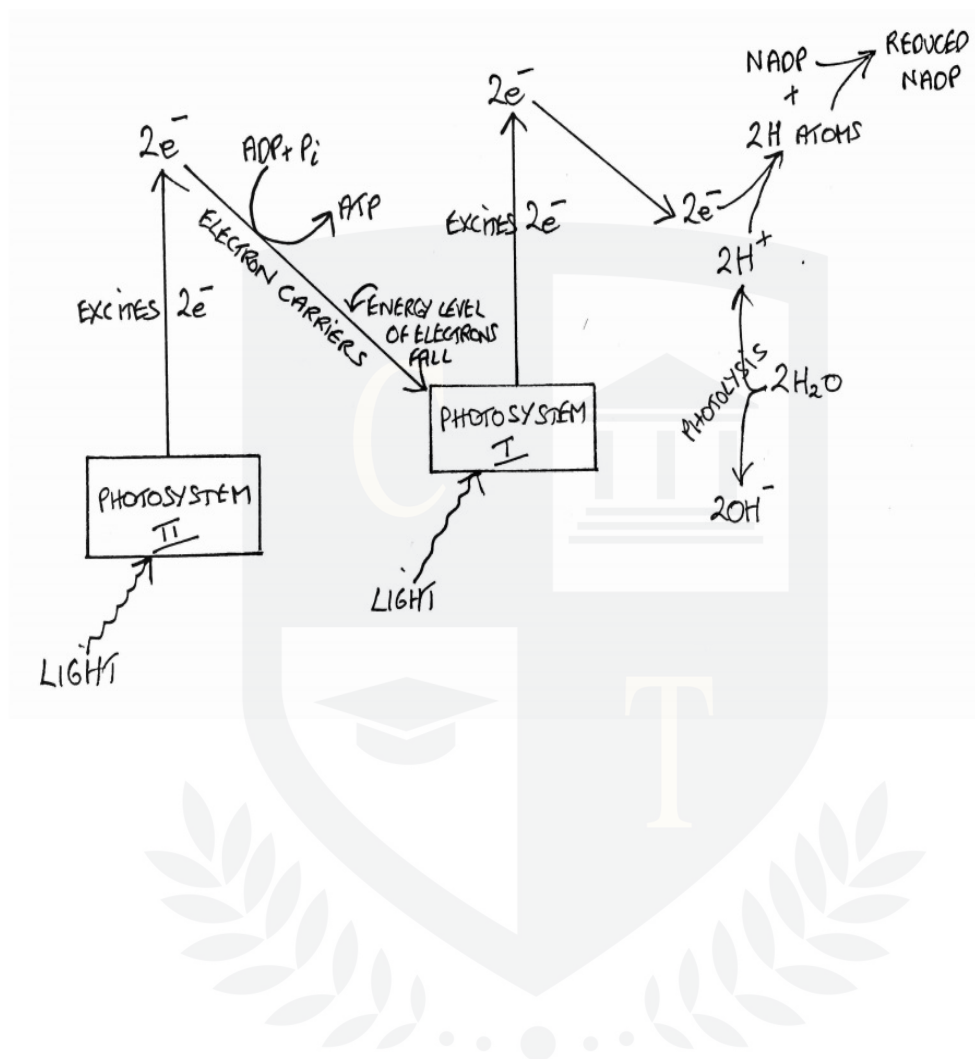 2e⁻
ADP + Pi
ATP
EXCITES 2e⁻
ELECTRON CARRIERS
ENERGY LEVEL
OF ELECTRONS
FALL
PHOTOSYSTEM
II
LIGHT
2e⁻
EXCITES 2e⁻
PHOTOSYSTEM
I
LIGHT
2e⁻
NADP
+
2H ATOMS
REDUCED
NADP
2H⁺
PHOTOLYSIS
2H₂O
2OH⁻
C
T